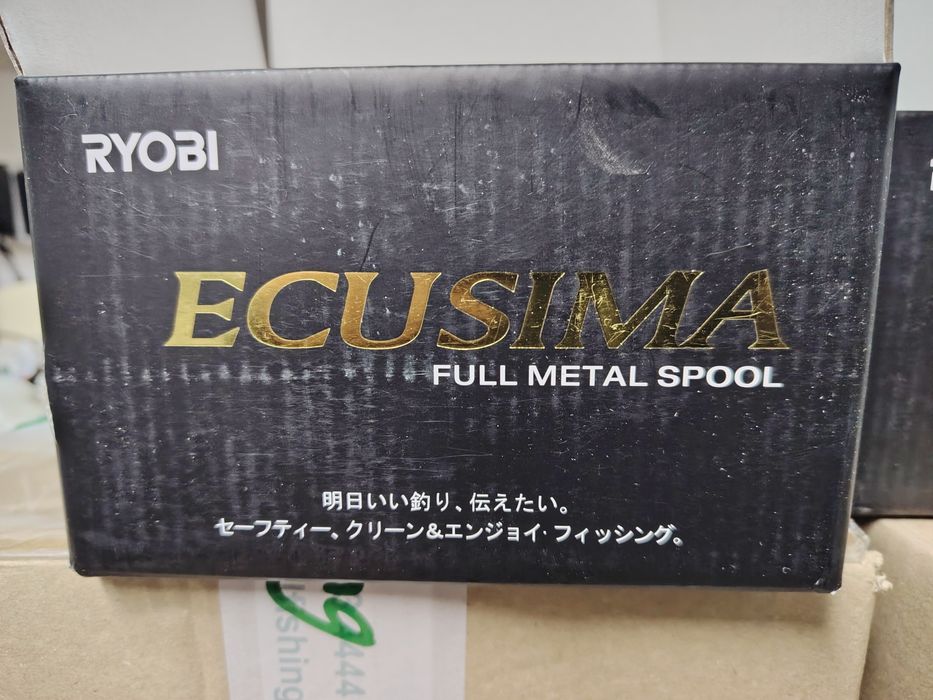 RYOBI
ECUSIMA
FULL METAL SPOOL
明日いい釣り、伝えたい。
セーフティー、クリーン&エンジョイ・フィッシング。
444